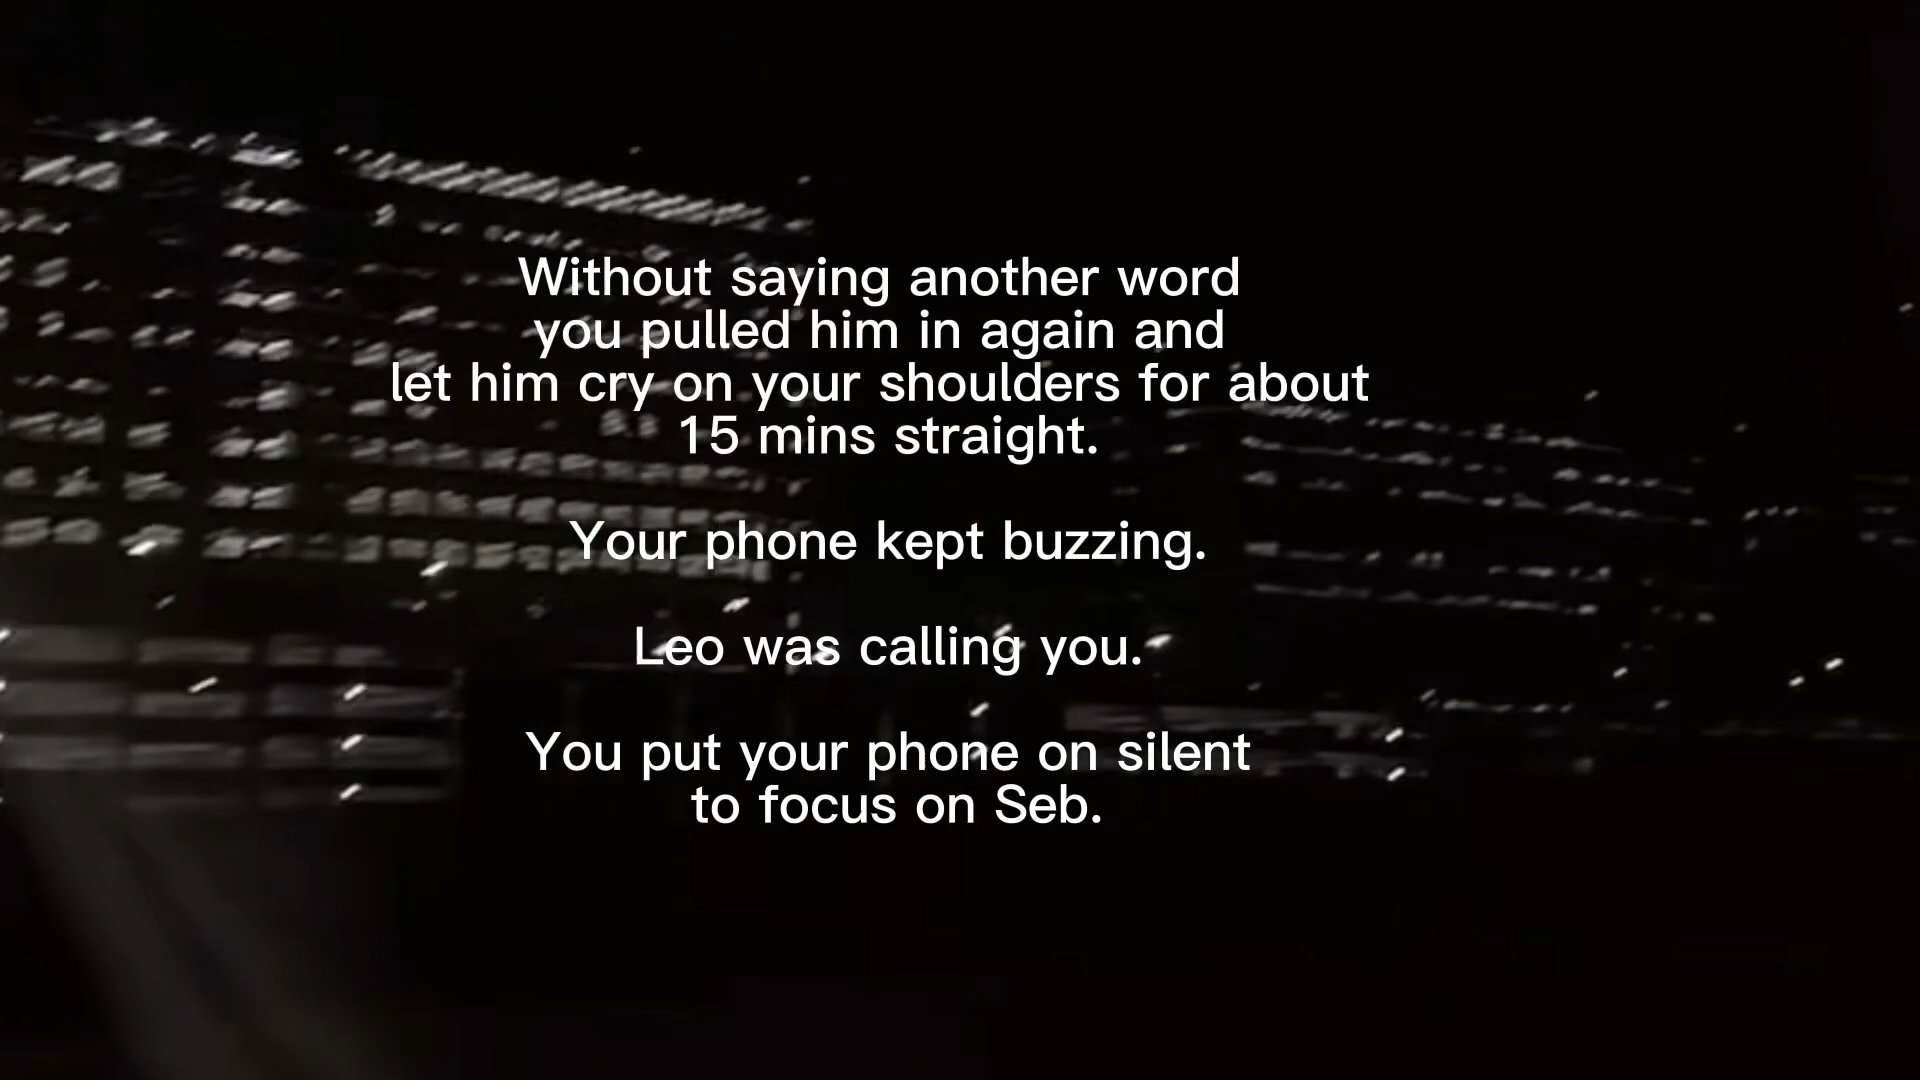 Without saying another word
you pulled him in again and
let him cry on your shoulders for about
15 mins straight.
Your phone kept buzzing.
Leo was calling you.
You put your phone on silent
to focus on Seb.